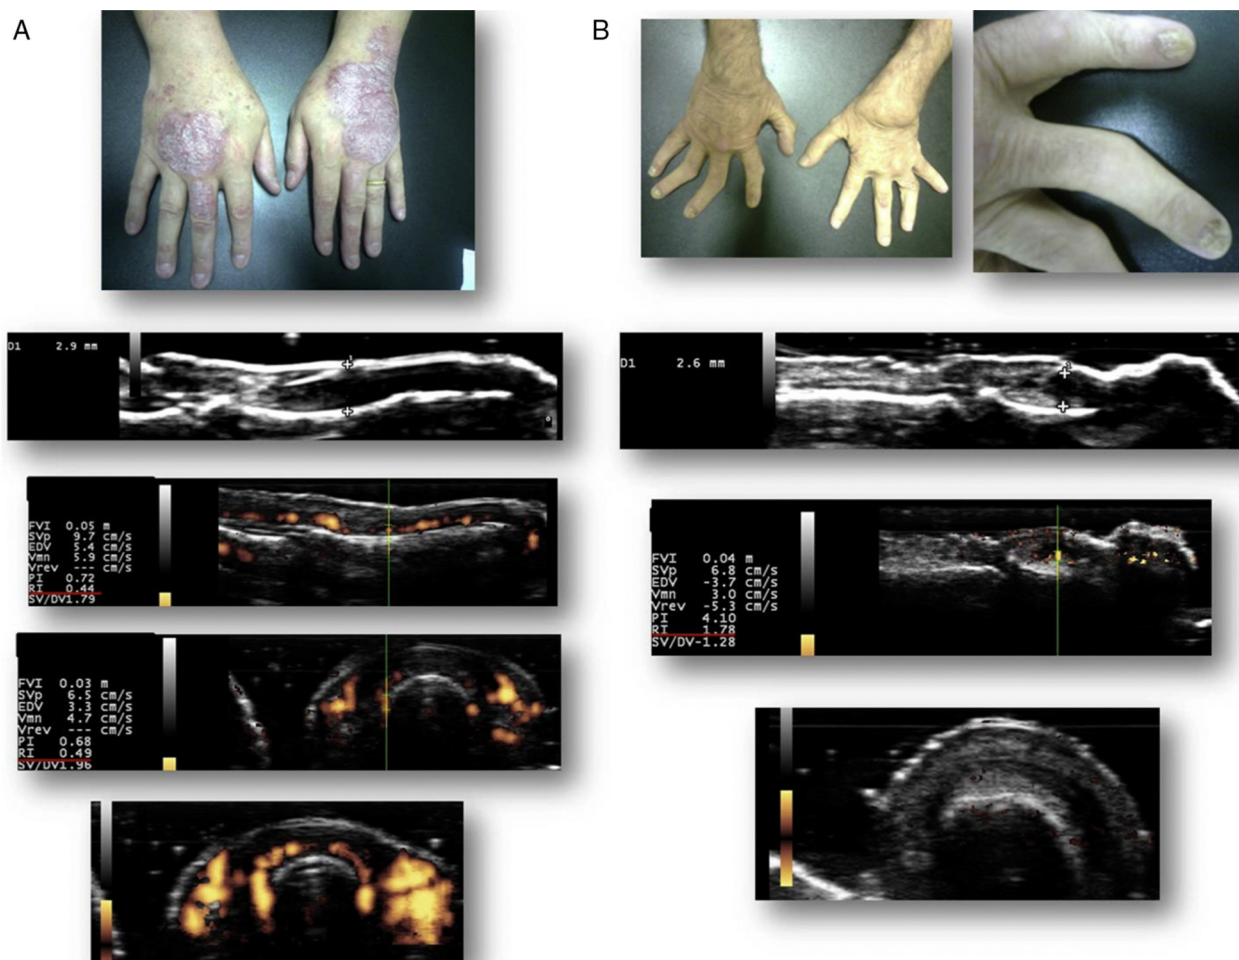 A
B
D1 2.9 mm
D1 2.6 mm
FVI 0.05 m
SVp 9.7 cm/s
EDV 5.4 cm/s
Vmn 5.9 cm/s
Vrev --- cm/s
PI 0.72
RI 0.44
SV/DV1.79
FVI 0.04 m
SVp 6.8 cm/s
EDV -3.7 cm/s
Vmn 3.0 cm/s
Vrev -5.3 cm/s
PI 4.10
RI 1.78
SV/DV-1.28
FVI 0.03 m
SVp 6.5 cm/s
EDV 3.3 cm/s
Vmn 4.7 cm/s
Vrev --- cm/s
PI 0.68
RI 0.49
SV/DV1.96